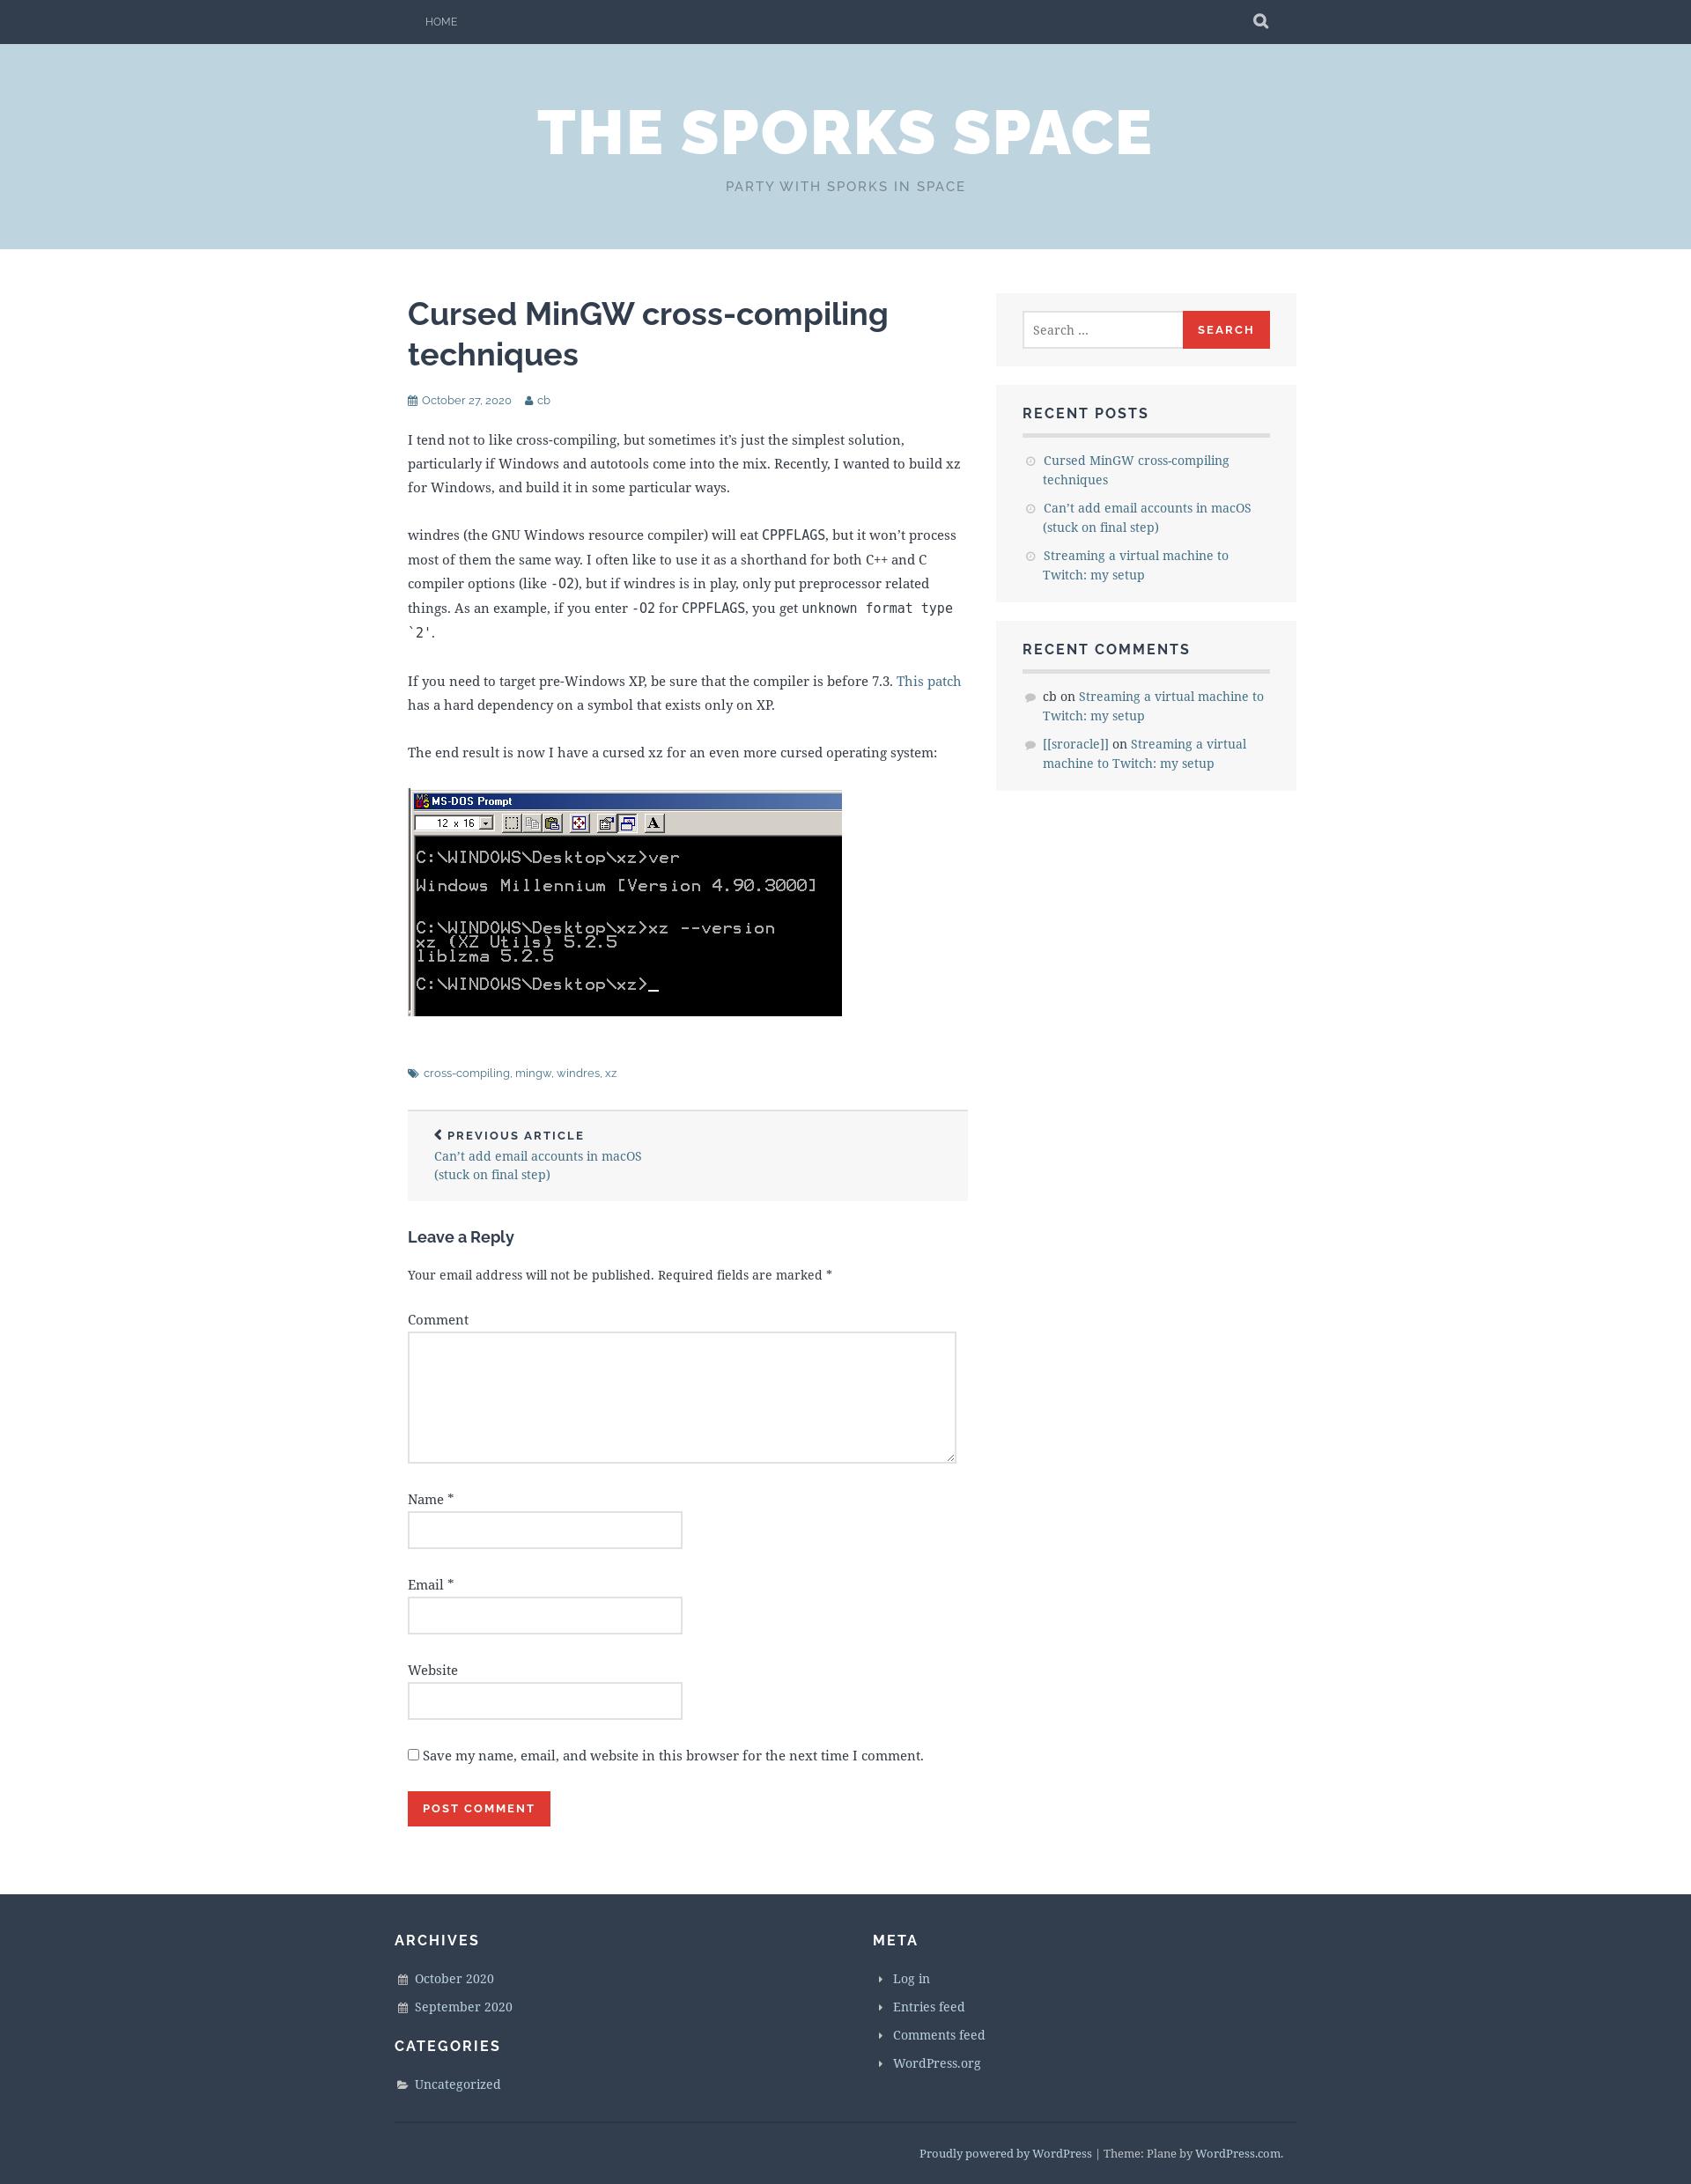 HOME
THE SPORKS SPACE
PARTY WITH SPORKS IN SPACE
Cursed MinGW cross-compiling
techniques
October 27, 2020 cb
I tend not to like cross-compiling, but sometimes it’s just the simplest solution,
particularly if Windows and autotools come into the mix. Recently, I wanted to build xz
for Windows, and build it in some particular ways.
windres (the GNU Windows resource compiler) will eat CPPFLAGS, but it won’t process
most of them the same way. I often like to use it as a shorthand for both C++ and C
compiler options (like -O2), but if windres is in play, only put preprocessor related
things. As an example, if you enter -O2 for CPPFLAGS, you get unknown format type
`2'.
If you need to target pre-Windows XP, be sure that the compiler is before 7.3. This patch
has a hard dependency on a symbol that exists only on XP.
The end result is now I have a cursed xz for an even more cursed operating system:
MS-DOS Prompt
12 x 16
A
C:\WINDOWS\Desktop\xz>ver
Windows Millennium [Version 4.90.3000]
C:\WINDOWS\Desktop\xz>xz --version
xz (XZ Utils) 5.2.5
liblzma 5.2.5
C:\WINDOWS\Desktop\xz>_
cross-compiling, mingw, windres, xz
PREVIOUS ARTICLE
Can’t add email accounts in macOS
(stuck on final step)
Leave a Reply
Your email address will not be published. Required fields are marked *
Comment
Name *
Email *
Website
Save my name, email, and website in this browser for the next time I comment.
POST COMMENT
Search …
SEARCH
RECENT POSTS
Cursed MinGW cross-compiling
techniques
Can’t add email accounts in macOS
(stuck on final step)
Streaming a virtual machine to
Twitch: my setup
RECENT COMMENTS
cb on Streaming a virtual machine to
Twitch: my setup
[[sroracle]] on Streaming a virtual
machine to Twitch: my setup
ARCHIVES
October 2020
September 2020
CATEGORIES
Uncategorized
META
Log in
Entries feed
Comments feed
WordPress.org
Proudly powered by WordPress | Theme: Plane by WordPress.com.